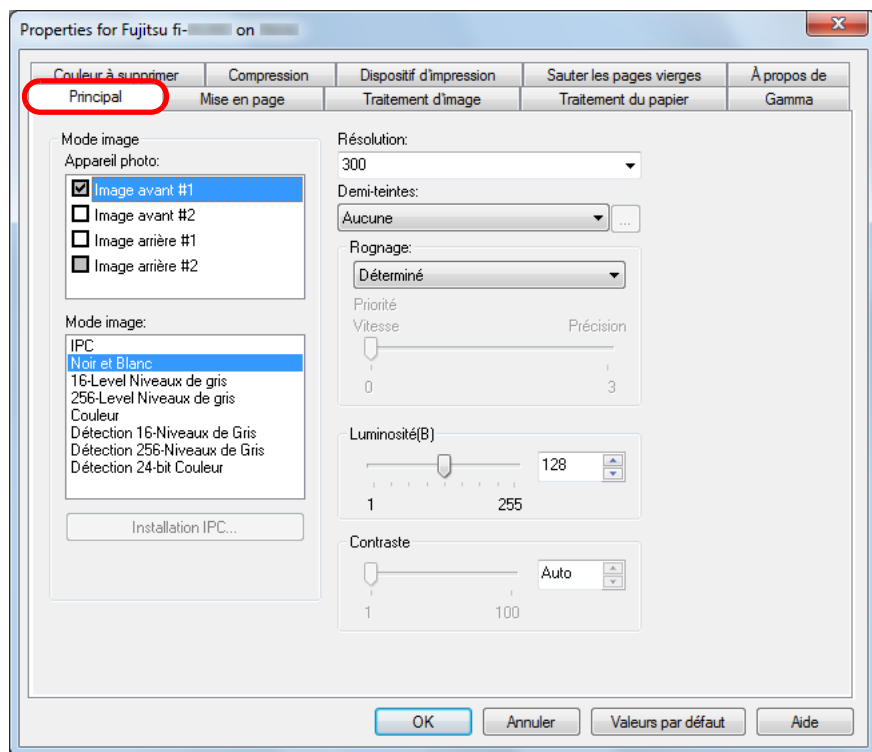 Properties for Fujitsu fi- on
Couleur à supprimer Compression Dispositif d'impression Sauter les pages vierges À propos de
Principal Mise en page Traitement d'image Traitement du papier Gamma
Mode image
Appareil photo:
Image avant #1
Image avant #2
Image arrière #1
Image arrière #2
Mode image:
IPC
Noir et Blanc
16-Level Niveaux de gris
256-Level Niveaux de gris
Couleur
Détection 16-Niveaux de Gris
Détection 256-Niveaux de Gris
Détection 24-bit Couleur
Installation IPC...
Résolution:
300
Demi-teintes:
Aucune ...
Rognage:
Déterminé
Priorité
Vitesse Précision
0 3
Luminosité(B)
128
1 255
Contraste
Auto
1 100
OK Annuler Valeurs par défaut Aide